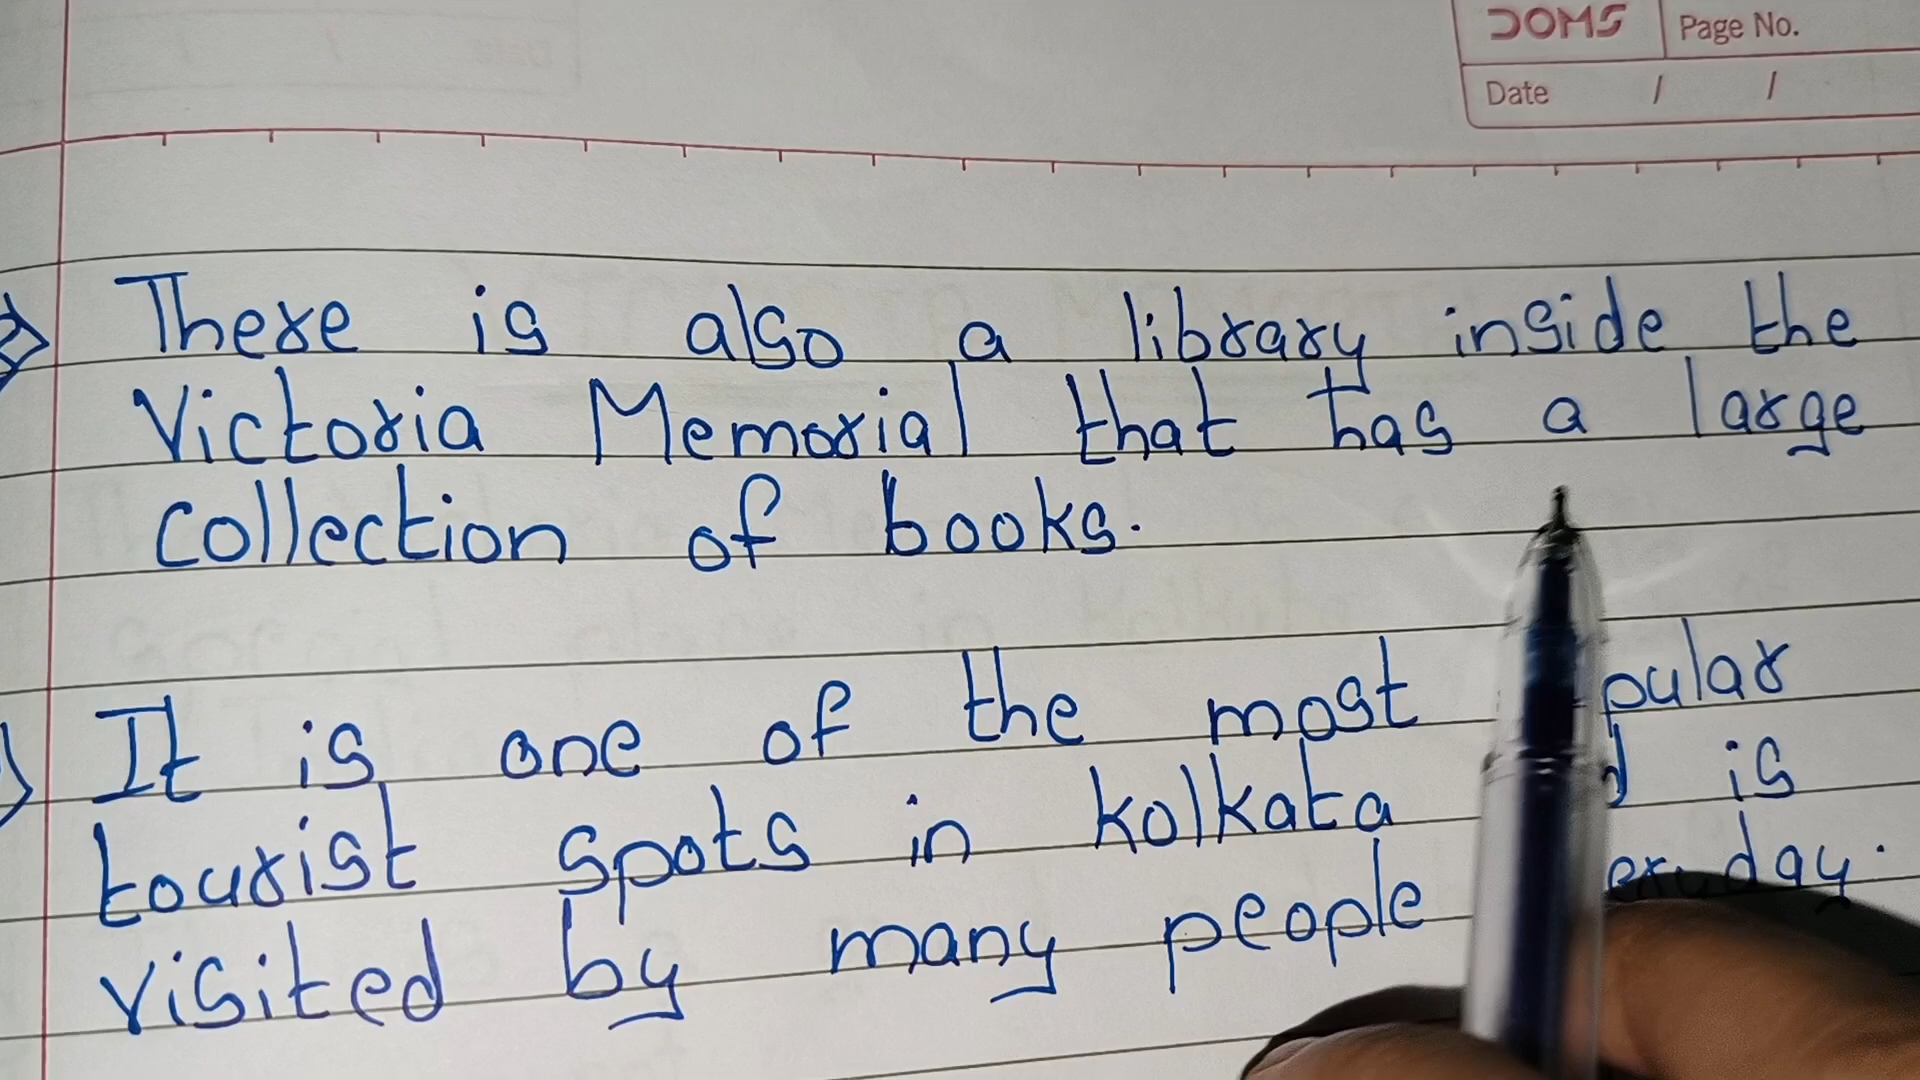 DOMS Page No.
Date / /
There is also a library inside the
Victoria Memorial that has a large
collection of books.
It is one of the most pular
tourist spots in kolkata is
visited by many people day.